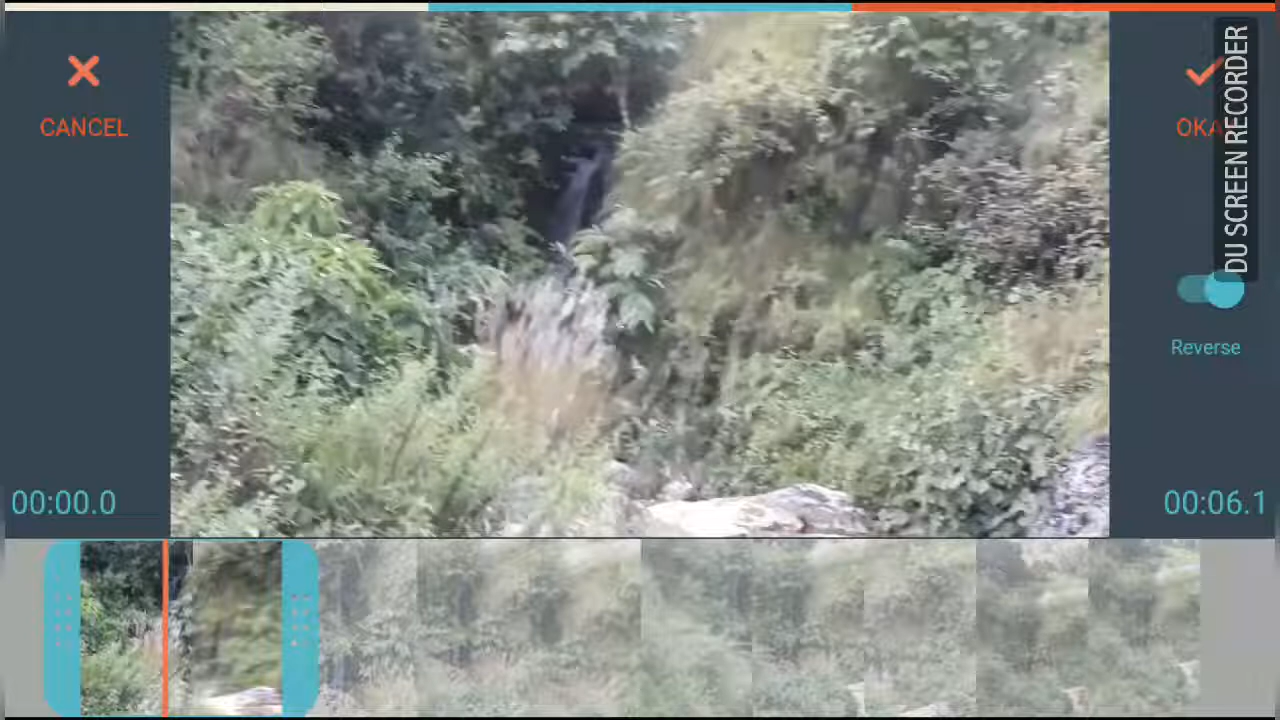 CANCEL
OKA
DU SCREEN RECORDER
Reverse
00:00.0
00:06.1